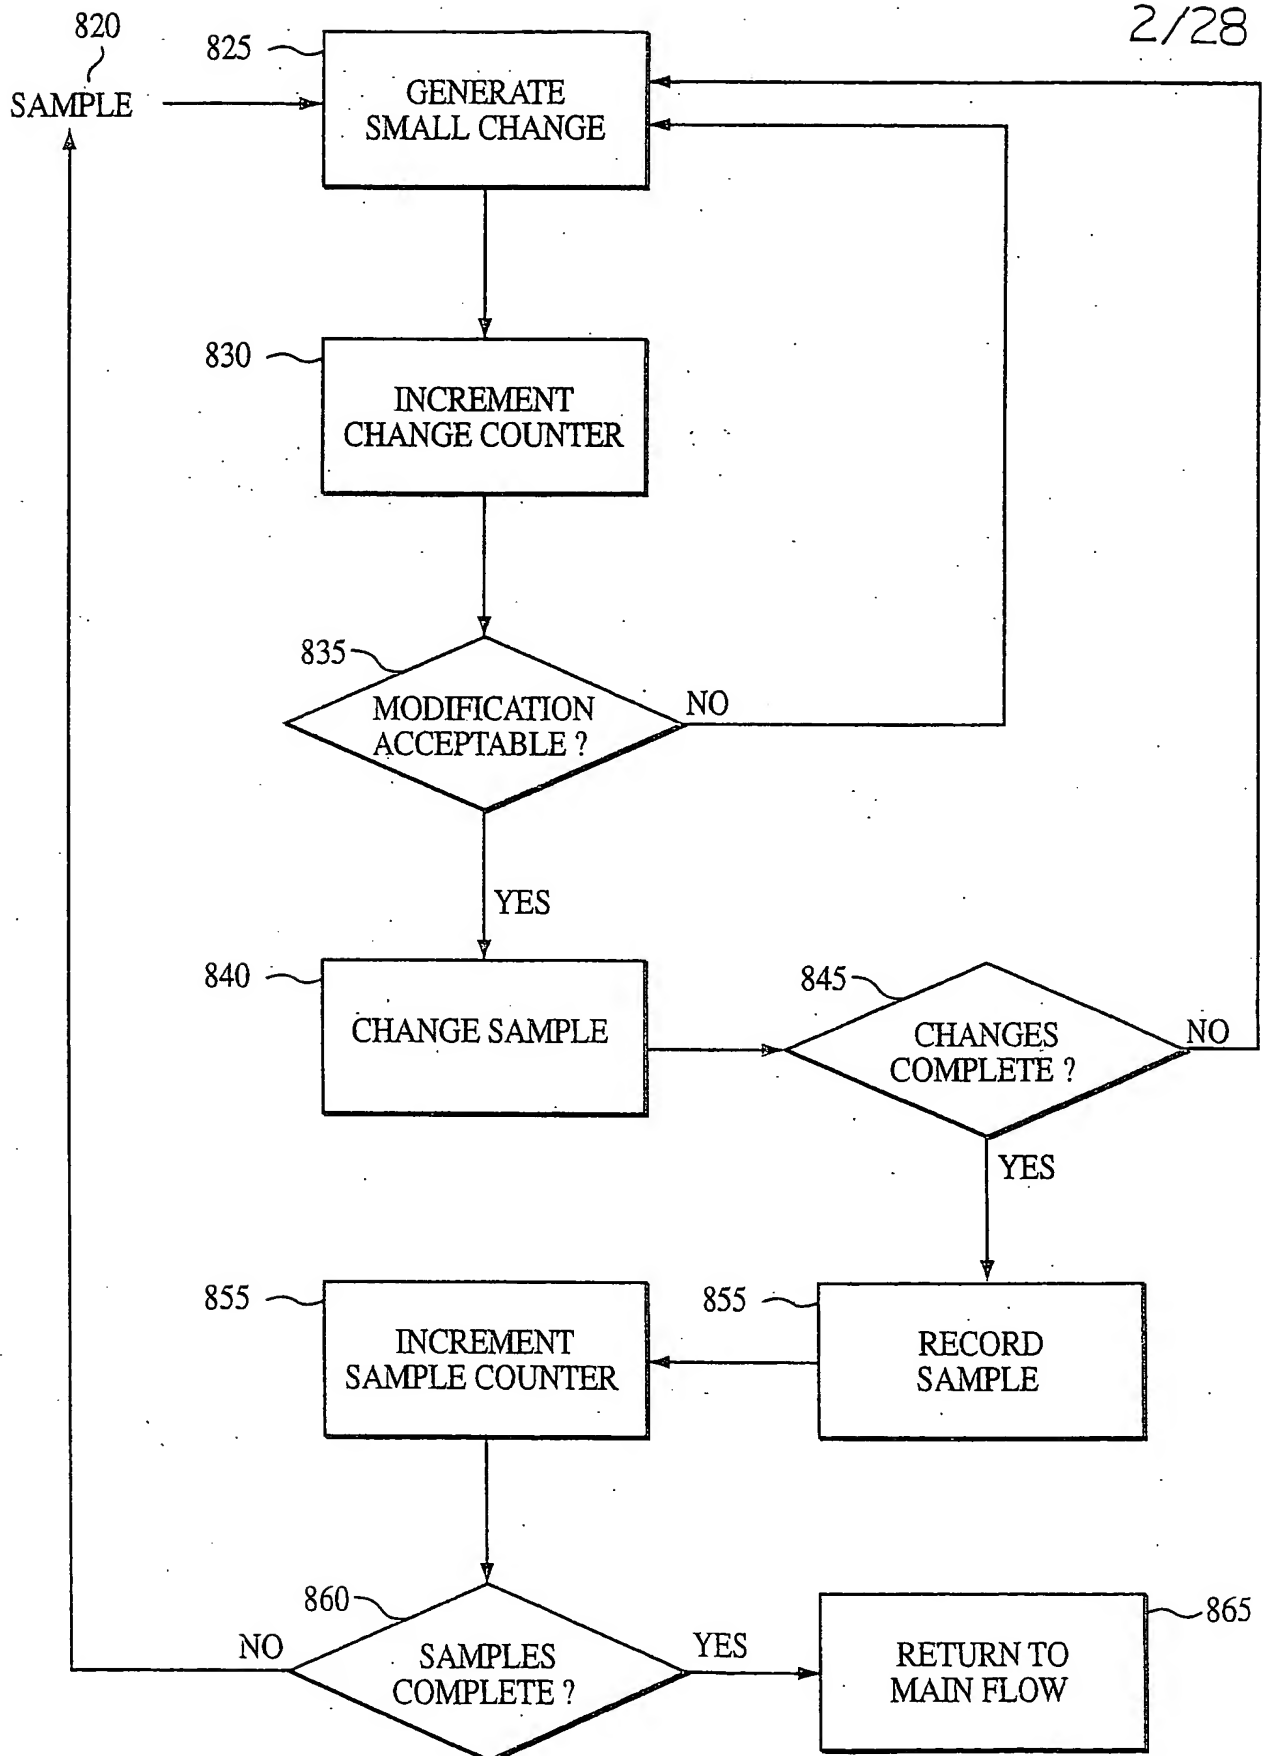 2/28
820
SAMPLE
825
GENERATE
SMALL CHANGE
830
INCREMENT
CHANGE COUNTER
835
MODIFICATION
ACCEPTABLE ?
NO
YES
840
CHANGE SAMPLE
845
CHANGES
COMPLETE ?
NO
YES
855
INCREMENT
SAMPLE COUNTER
855
RECORD
SAMPLE
860
SAMPLES
COMPLETE ?
NO
YES
865
RETURN TO
MAIN FLOW